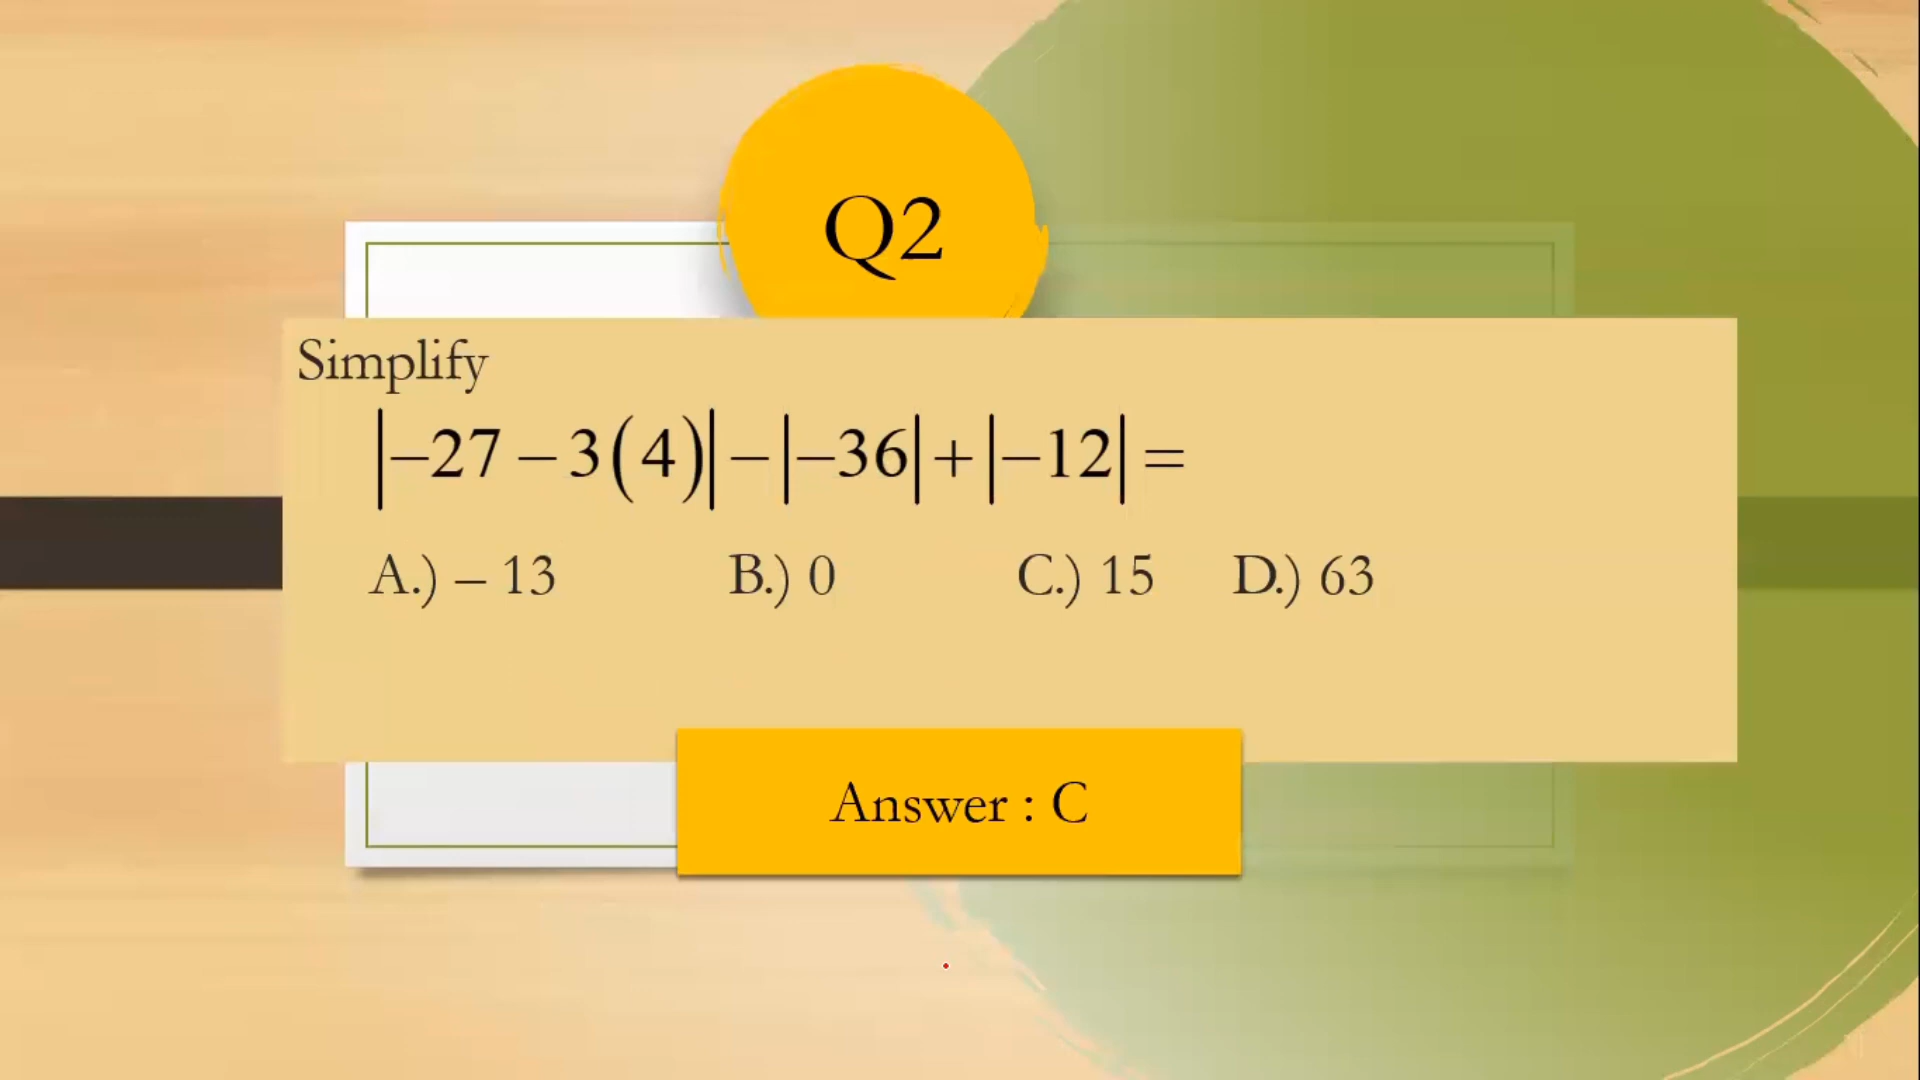 Q2
Simplify
|−27 − 3(4)| − |−36| + |−12| =
A.) – 13 B.) 0 C.) 15 D.) 63
Answer : C